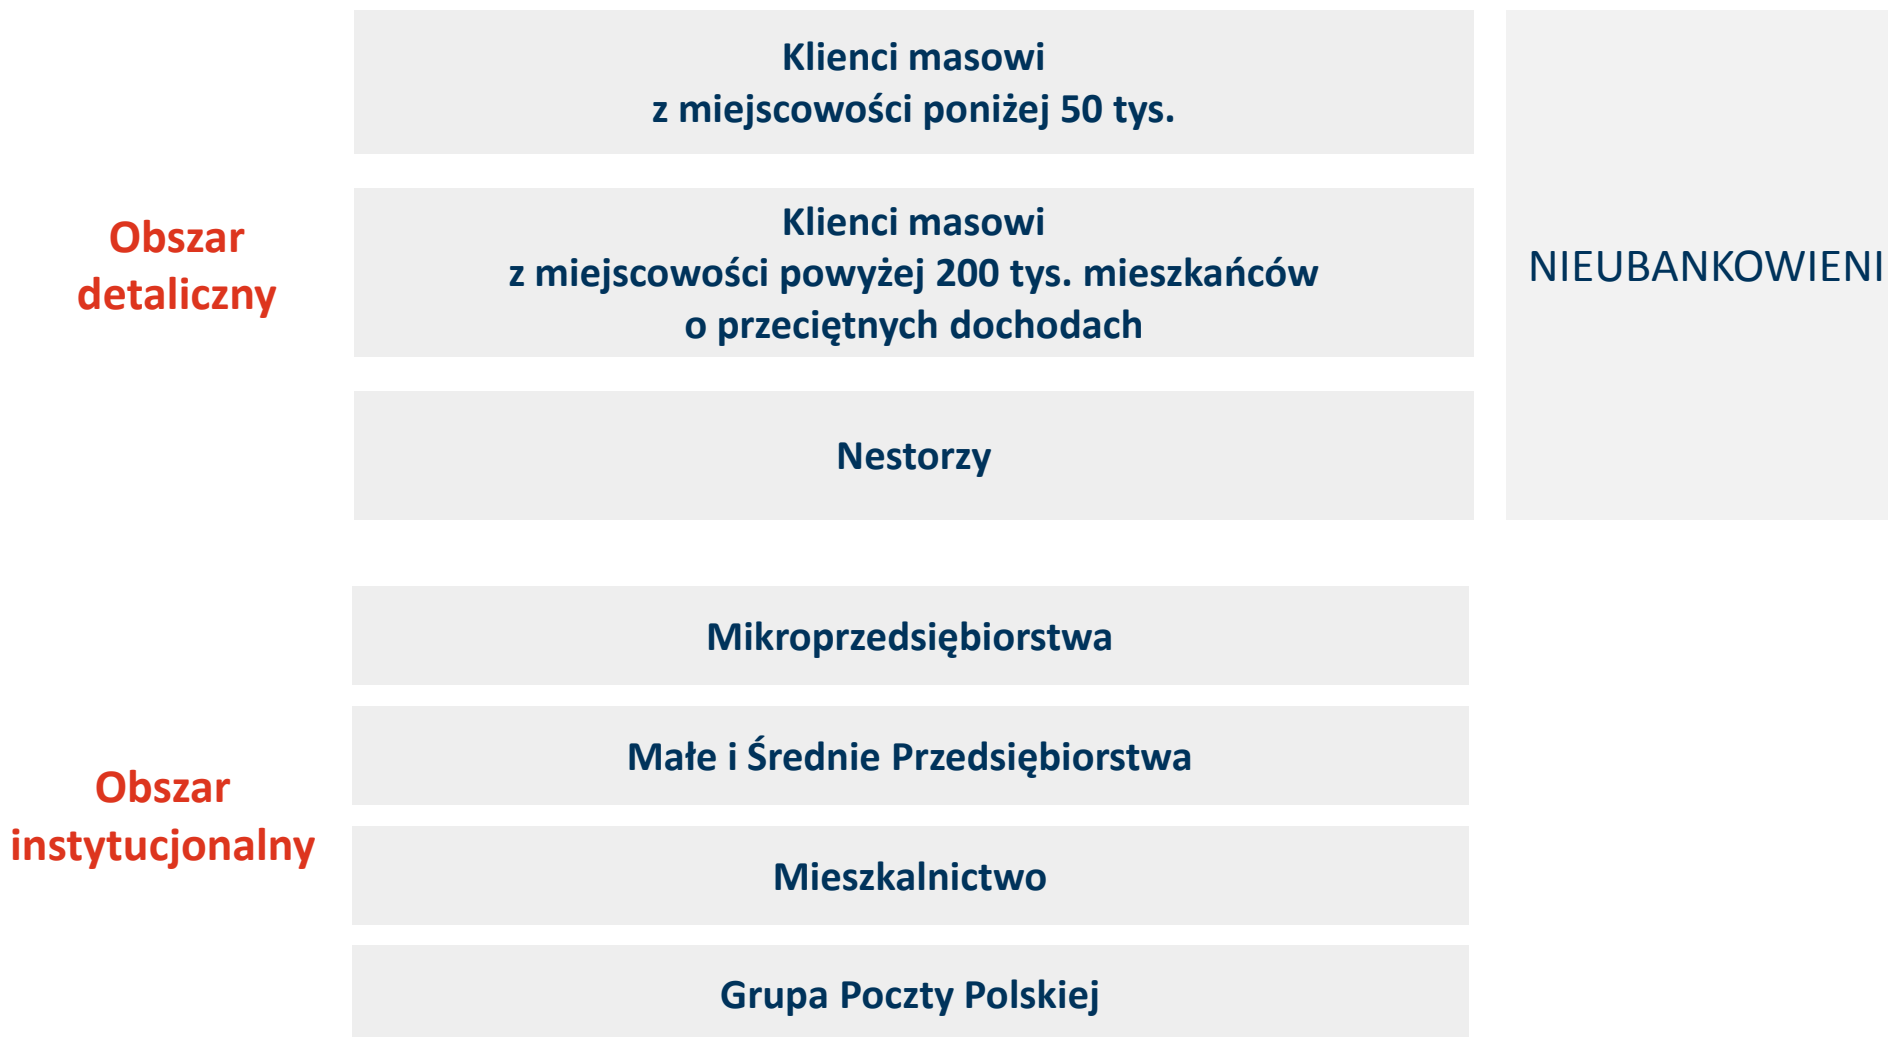 Klienci masowi
z miejscowości poniżej 50 tys.
Obszar
detaliczny
Klienci masowi
z miejscowości powyżej 200 tys. mieszkańców
o przeciętnych dochodach
NIEUBANKOWIENI
Nestorzy
Obszar
instytucjonalny
Mikroprzedsiębiorstwa
Małe i Średnie Przedsiębiorstwa
Mieszkalnictwo
Grupa Poczty Polskiej